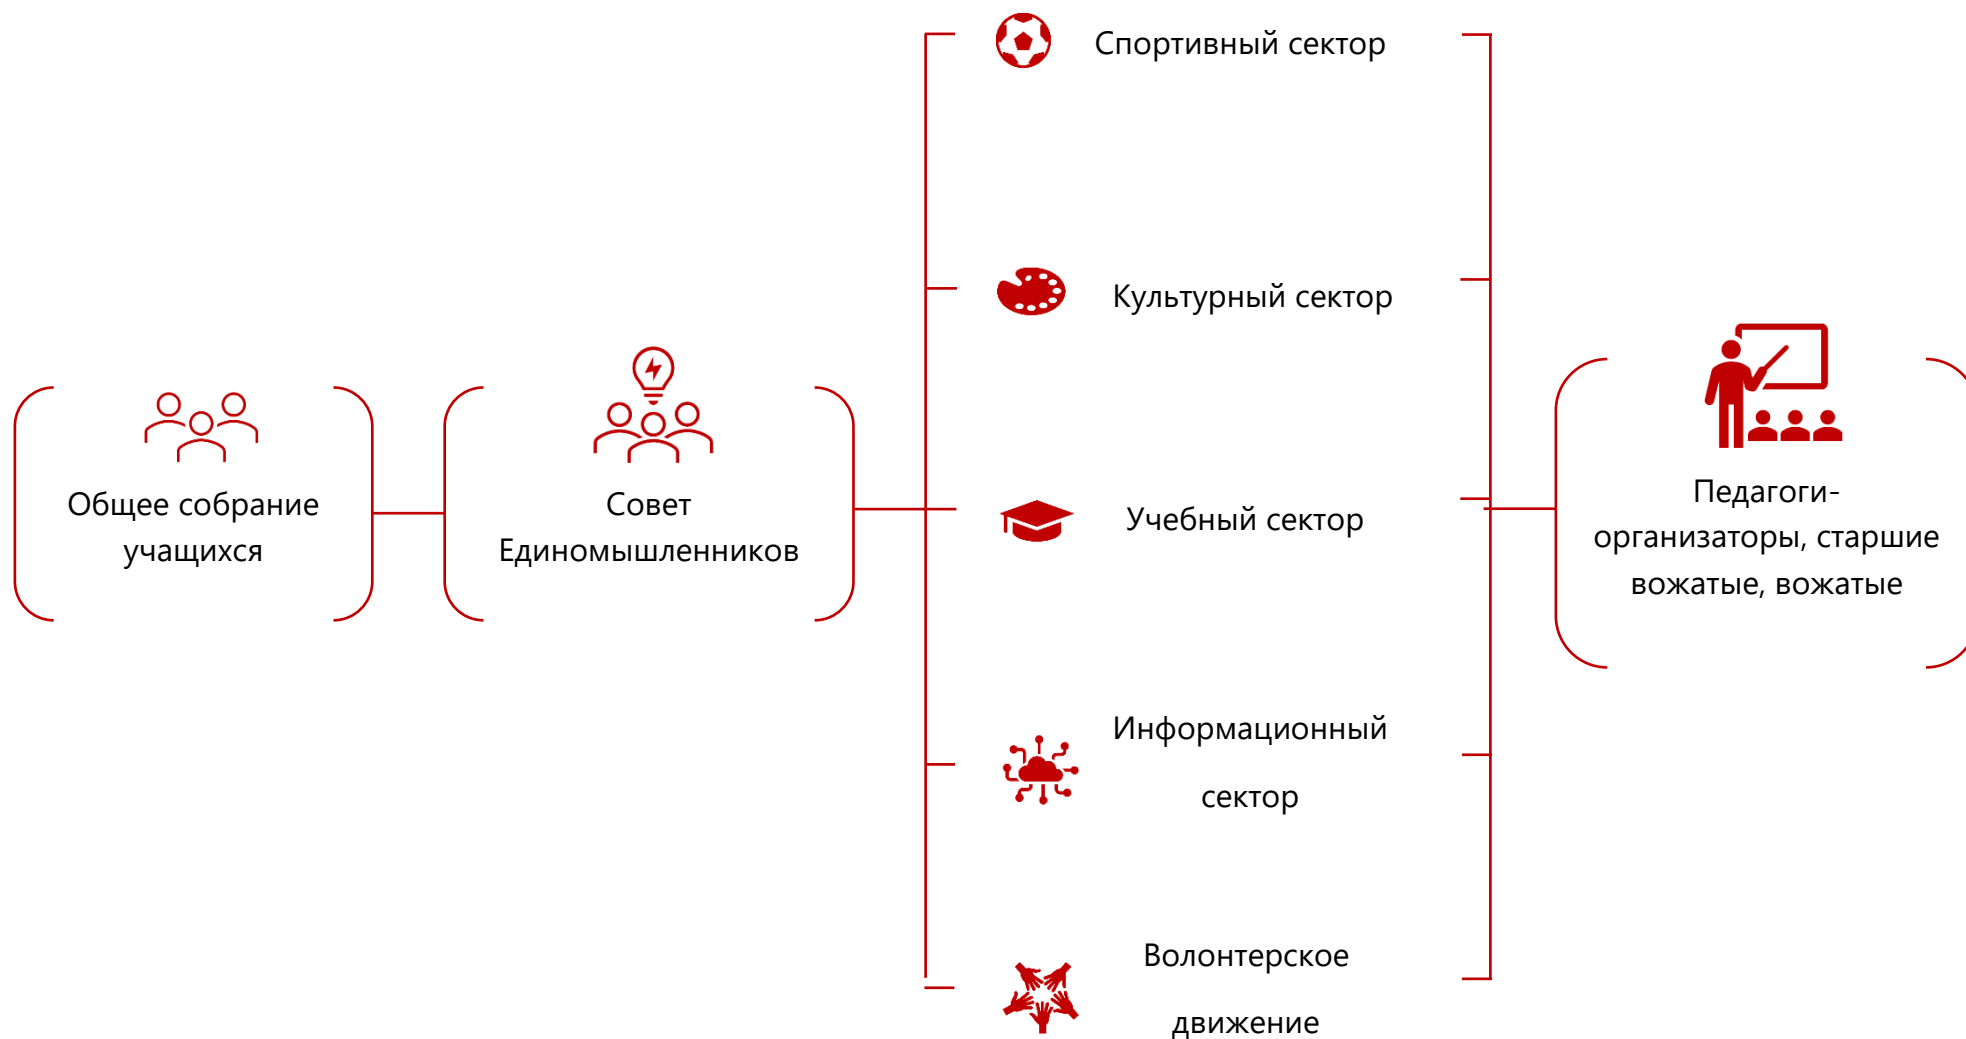 Общее собрание
учащихся
Совет
Единомышленников
Спортивный сектор
Культурный сектор
Учебный сектор
Информационный
сектор
Волонтерское
движение
Педагоги-
организаторы, старшие
вожатые, вожатые